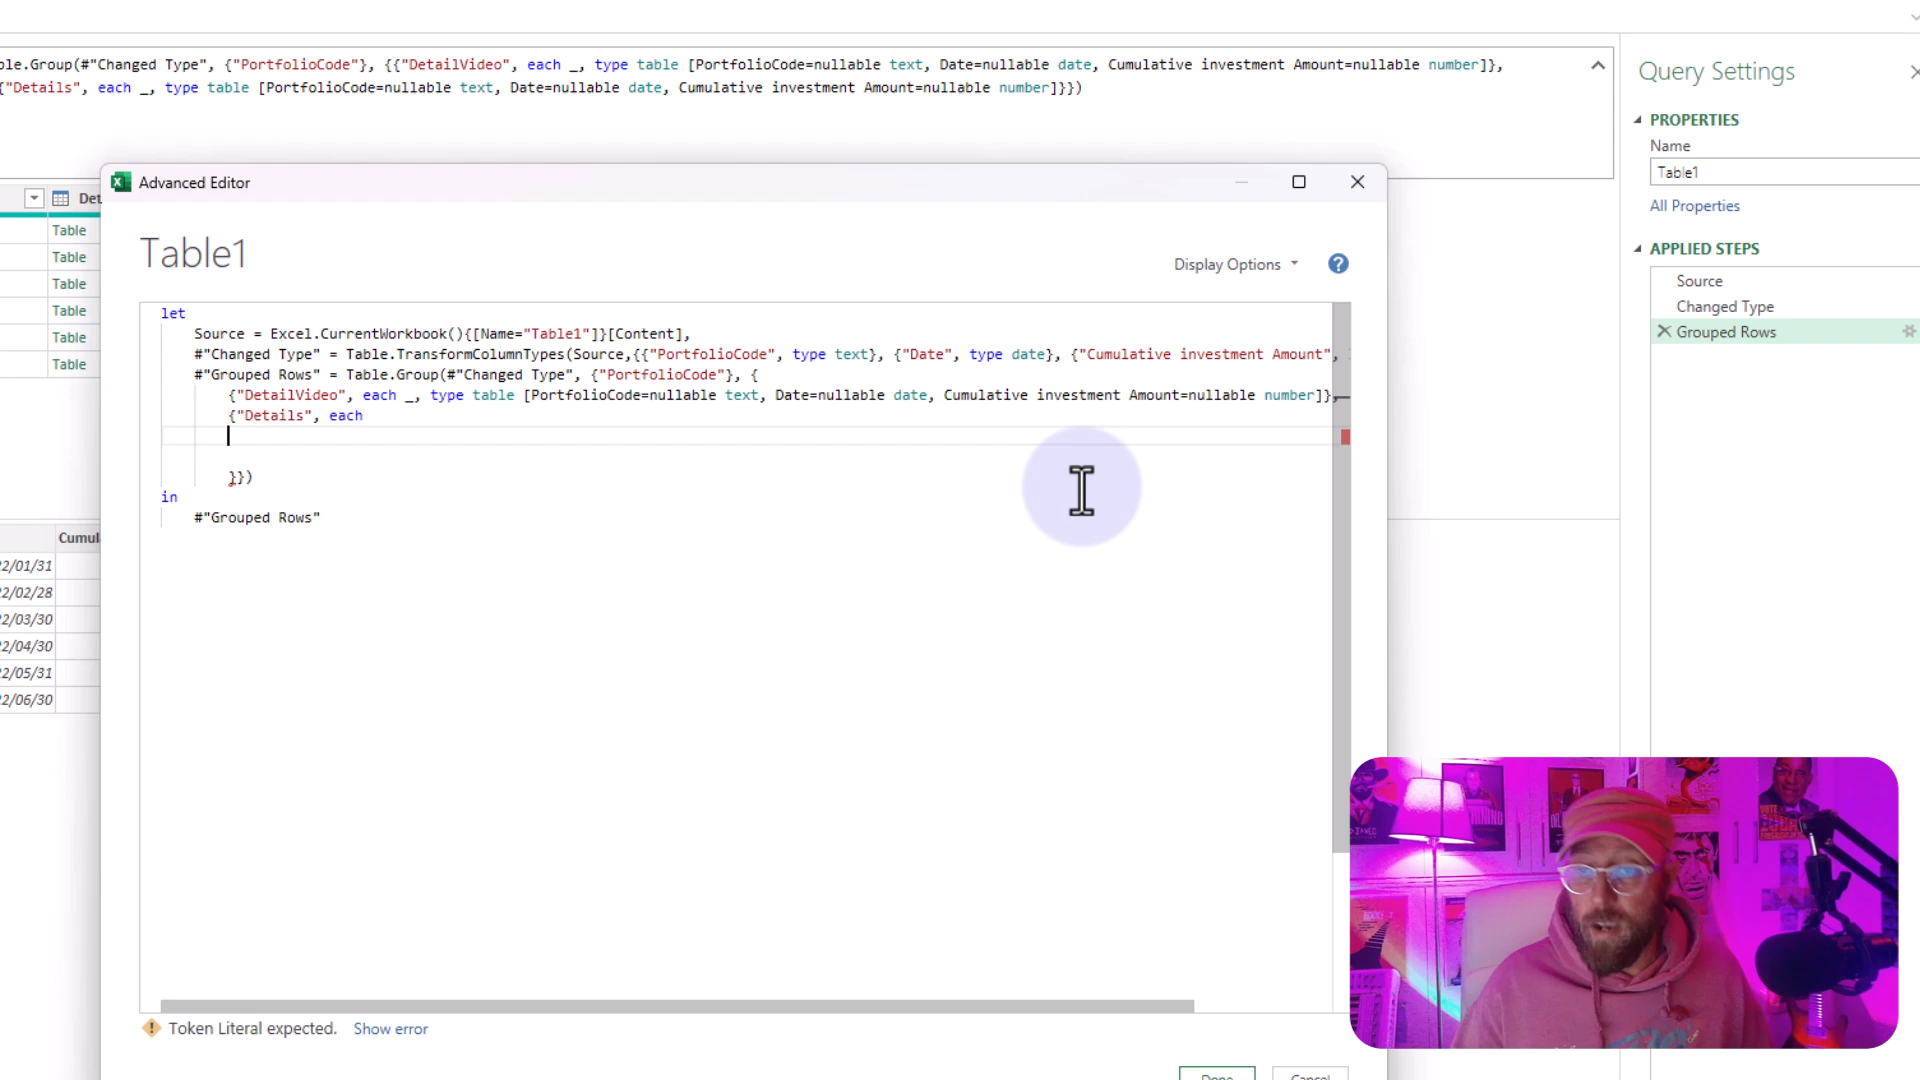 ble.Group(#"Changed Type", {"PortfolioCode"}, {{"DetailVideo", each _, type table [PortfolioCode=nullable text, Date=nullable date, Cumulative investment Amount=nullable number]},
{"Details", each _, type table [PortfolioCode=nullable text, Date=nullable date, Cumulative investment Amount=nullable number]}})
Query Settings
PROPERTIES
Name
Table1
All Properties
APPLIED STEPS
Source
Changed Type
Grouped Rows
Det
Table
Table
Table
Table
Table
Table
Cumula
2/01/31
2/02/28
2/03/30
2/04/30
2/05/31
2/06/30
Advanced Editor
Table1
Display Options
?
let
Source = Excel.CurrentWorkbook(){[Name="Table1"]}[Content],
#"Changed Type" = Table.TransformColumnTypes(Source,{{"PortfolioCode", type text}, {"Date", type date}, {"Cumulative investment Amount",
#"Grouped Rows" = Table.Group(#"Changed Type", {"PortfolioCode"}, {
{"DetailVideo", each _, type table [PortfolioCode=nullable text, Date=nullable date, Cumulative investment Amount=nullable number]},
{"Details", each
}})
in
#"Grouped Rows"
Token Literal expected. Show error
Done
Cancel